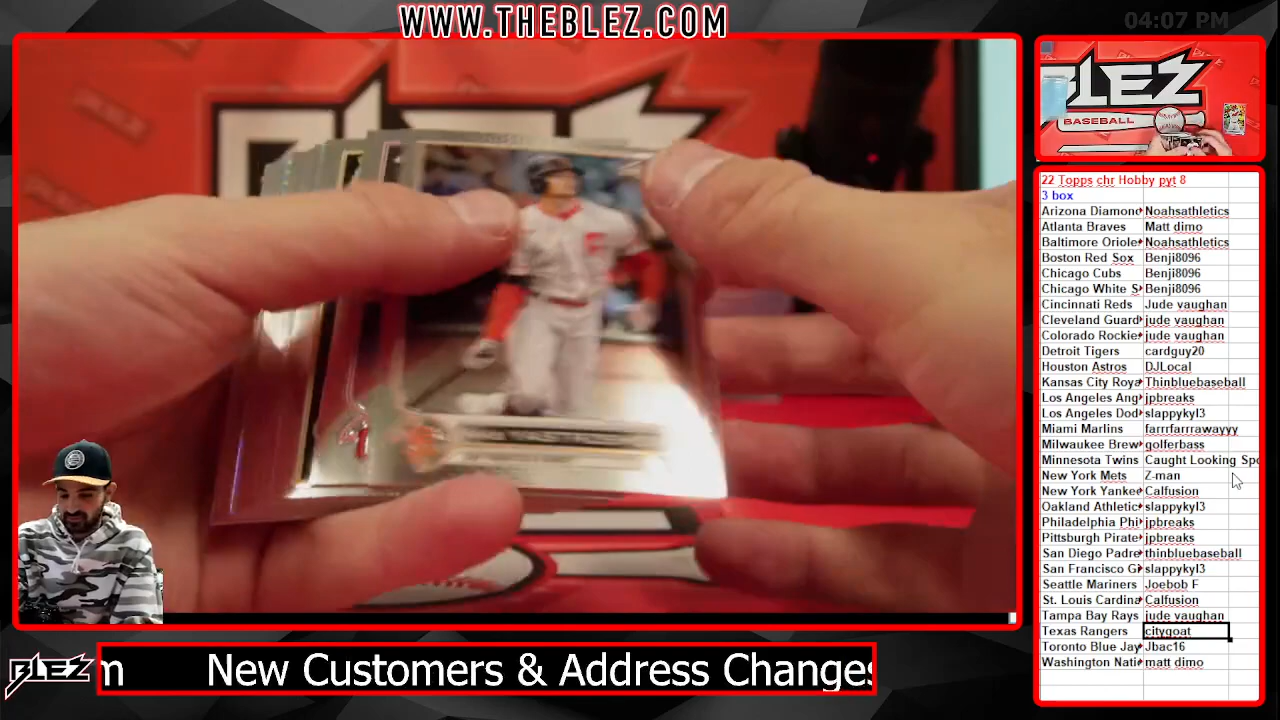 WWW.THEBLEZ.COM
04:07 PM
BLEZ
BASEBALL
22 Topps chr Hobby pyt 8
3 box
Arizona Diamond Noahsathletics
Atlanta Braves Matt dimo
Baltimore Oriole Noahsathletics
Boston Red Sox Benji8096
Chicago Cubs Benji8096
Chicago White S Benji8096
Cincinnati Reds Jude vaughan
Cleveland Guard jude vaughan
Colorado Rockie jude vaughan
Detroit Tigers cardguy20
Houston Astros DJLocal
Kansas City Roya Thinbluebaseball
Los Angeles Ang jpbreaks
Los Angeles Dod slappykyl3
Miami Marlins farrrfarrrawayyy
Milwaukee Brew golferbass
Minnesota Twins Caught Looking Spo
New York Mets Z-man
New York Yankee Calfusion
Oakland Athletic slappykyl3
Philadelphia Phi jpbreaks
Pittsburgh Pirate jpbreaks
San Diego Padre thinbluebaseball
San Francisco Gi slappykyl3
Seattle Mariners Joebob F
St. Louis Cardina Calfusion
Tampa Bay Rays jude vaughan
Texas Rangers citygoat
Toronto Blue Jay Jbac16
Washington Nati matt dimo
BLEZ
m New Customers & Address Changes